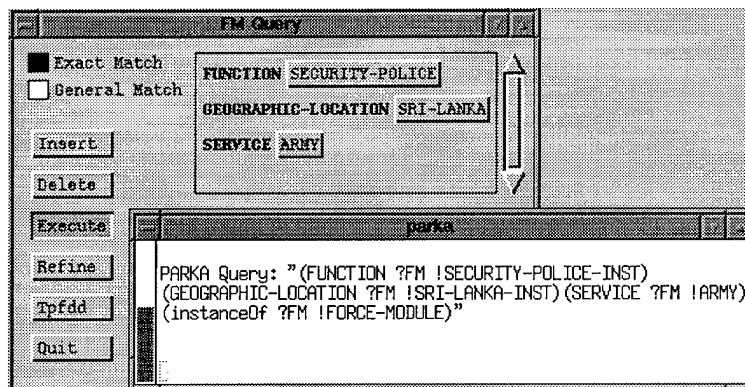 FM Query
Exact Match
General Match
FUNCTION SECURITY-POLICE
GEOGRAPHIC-LOCATION SRI-LANKA
SERVICE ARMY
Insert
Delete
Execute
Refine
Tpfdd
Quit
parka
PARKA Query: "(FUNCTION ?FM !SECURITY-POLICE-INST)
(GEOGRAPHIC-LOCATION ?FM !SRI-LANKA-INST)(SERVICE ?FM !ARMY)
(instanceOf ?FM !FORCE-MODULE)"